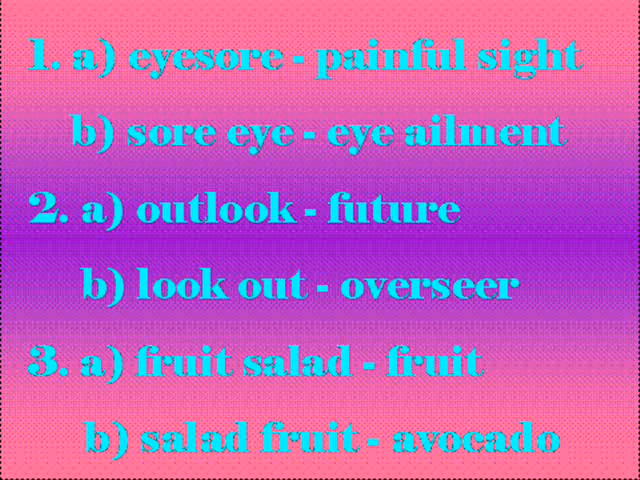 1. a) eyesore - painful sight
b) sore eye - eye ailment
2. a) outlook - future
b) look out - overseer
3. a) fruit salad - fruit
b) salad fruit - avocado